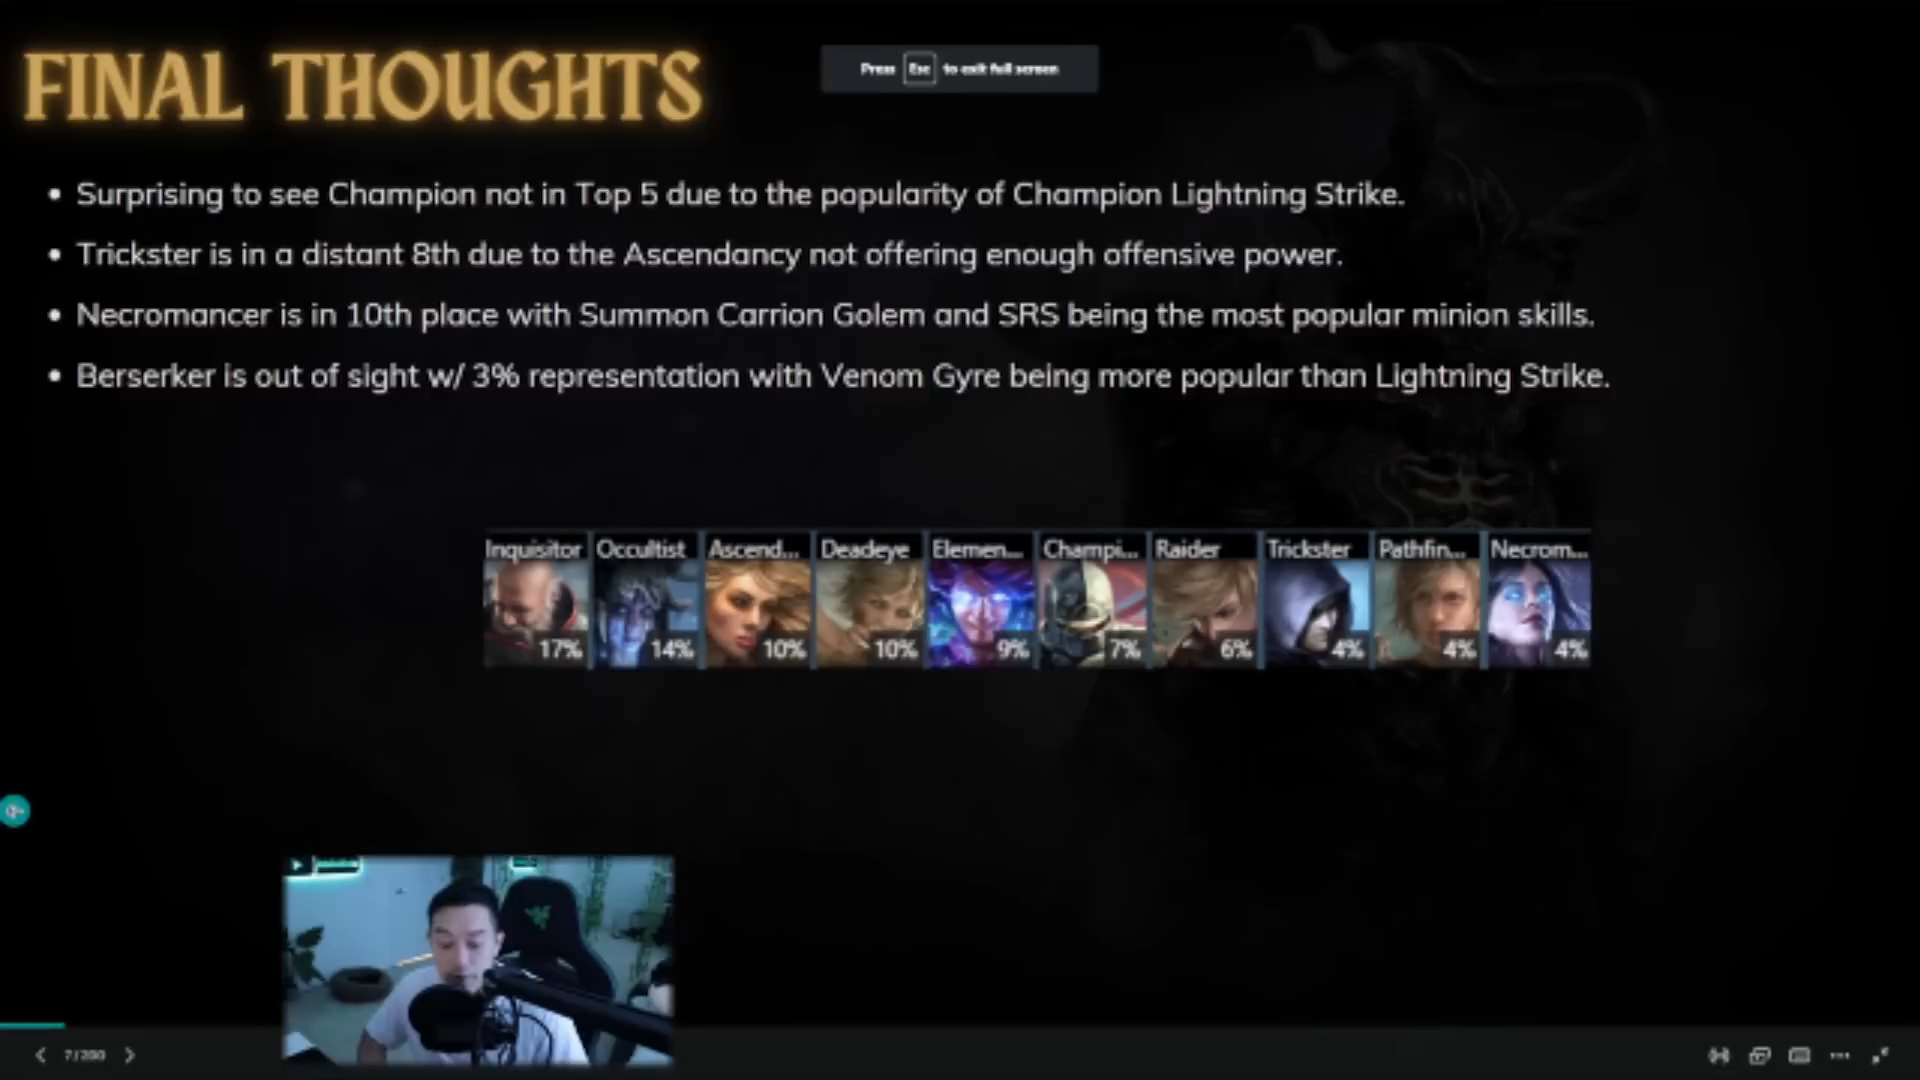 FINAL THOUGHTS
Press Esc to exit full screen
• Surprising to see Champion not in Top 5 due to the popularity of Champion Lightning Strike.
• Trickster is in a distant 8th due to the Ascendancy not offering enough offensive power.
• Necromancer is in 10th place with Summon Carrion Golem and SRS being the most popular minion skills.
• Berserker is out of sight w/ 3% representation with Venom Gyre being more popular than Lightning Strike.
Inquisitor Occultist Ascend... Deadeye Elemen... Champi... Raider Trickster Pathfin... Necrom...
17% 14% 10% 10% 9% 7% 6% 4% 4% 4%